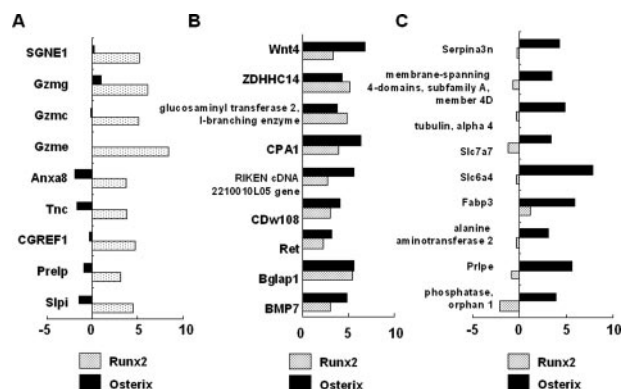 A
SGNE1
Gzmg
Gzmc
Gzme
Anxa8
Tnc
CGREF1
Prelp
Slpi
-5 0 5 10
Runx2
Osterix
B
Wnt4
ZDHHC14
glucosaminyl transferase 2,
I-branching enzyme
CPA1
RIKEN cDNA
2210010L05 gene
CDw108
Ret
Bglap1
BMP7
0 5 10
Runx2
Osterix
C
Serpina3n
membrane-spanning
4-domains, subfamily A,
member 4D
tubulin, alpha 4
Slc7a7
Slc6a4
Fabp3
alanine
aminotransferase 2
Prlpe
phosphatase,
orphan 1
-5 0 5 10
Runx2
Osterix